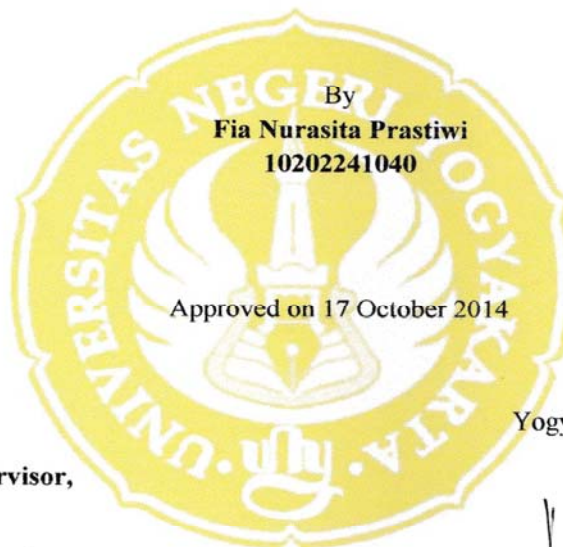 By
Fia Nurasita Prastiwi
10202241040
Approved on 17 October 2014
UNIVERSITAS NEGERI YOGYAKARTA